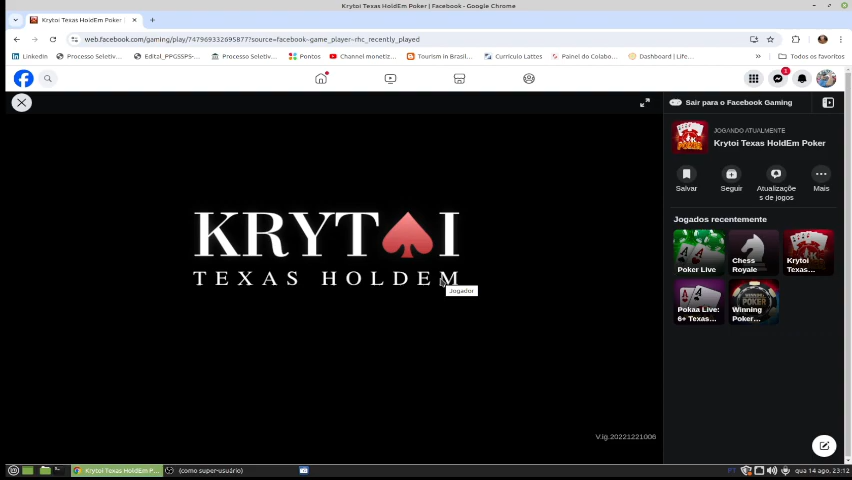 Krytoi Texas HoldEm Poker | Facebook - Google Chrome
Krytoi Texas HoldEm Poker |
web.facebook.com/gaming/play/747969332695877?source=facebook-game_player-rhc_recently_played
LinkedIn
Processo Seletiv...
Edital_PPGSSPS-...
Processo Seletiv...
Pontos
Channel monetiz...
Tourism in Brasil...
Currículo Lattes
Painel do Colabo...
Dashboard | Life...
»
Todos os favoritos
1
Sair para o Facebook Gaming
JOGANDO ATUALMENTE
Krytoi Texas HoldEm Poker
Salvar
Seguir
Atualizaçõe
s de jogos
Mais
Jogados recentemente
Poker Live
Chess
Royale
Krytoi
Texas...
Pokaa Live:
6+ Texas...
Winning
Poker...
KRYTOI
TEXAS HOLDEM
Jogador
V.ig.20221221006
Krytoi Texas HoldEm P...
(como super-usuário)
PT
qua 14 ago, 23:12